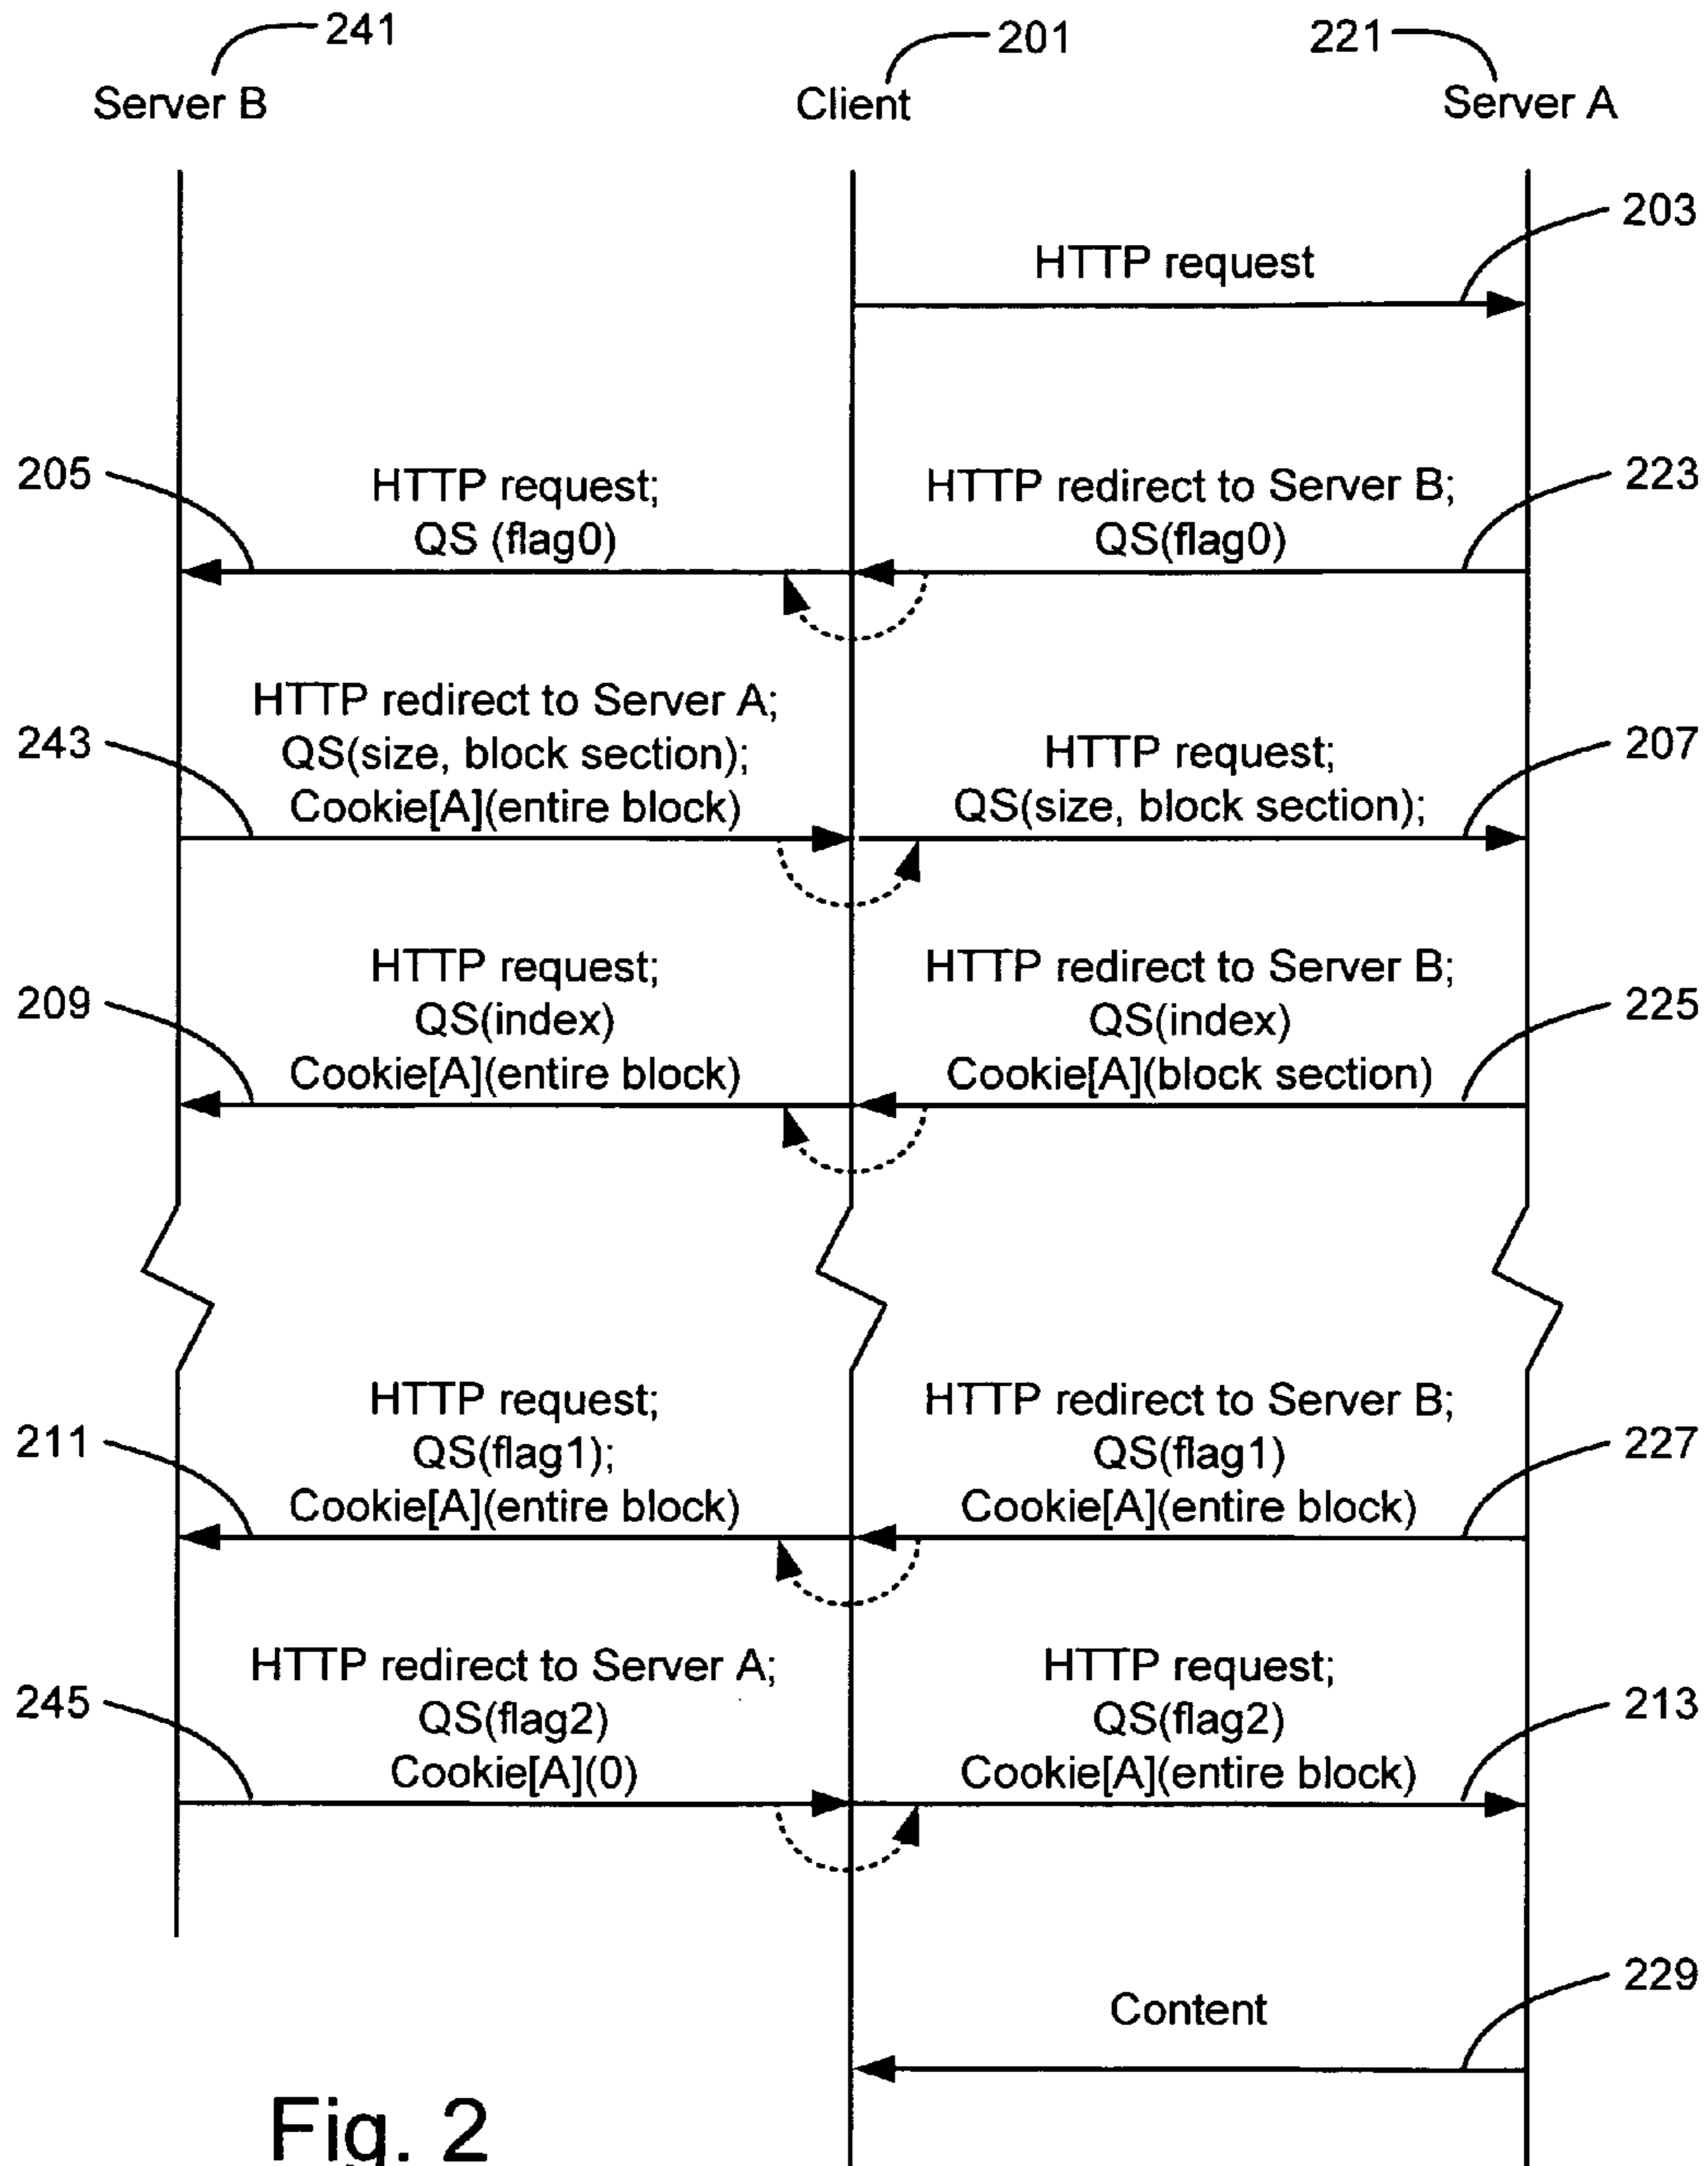 241
201
221
Server B
Client
Server A
203
HTTP request
205
HTTP request;
QS (flag0)
HTTP redirect to Server B;
QS(flag0)
223
243
HTTP redirect to Server A;
QS(size, block section);
Cookie[A](entire block)
HTTP request;
QS(size, block section);
207
209
HTTP request;
QS(index)
Cookie[A](entire block)
HTTP redirect to Server B;
QS(index)
Cookie[A](block section)
225
211
HTTP request;
QS(flag1);
Cookie[A](entire block)
HTTP redirect to Server B;
QS(flag1)
Cookie[A](entire block)
227
245
HTTP redirect to Server A;
QS(flag2)
Cookie[A](0)
HTTP request;
QS(flag2)
Cookie[A](entire block)
213
229
Content
Fig. 2